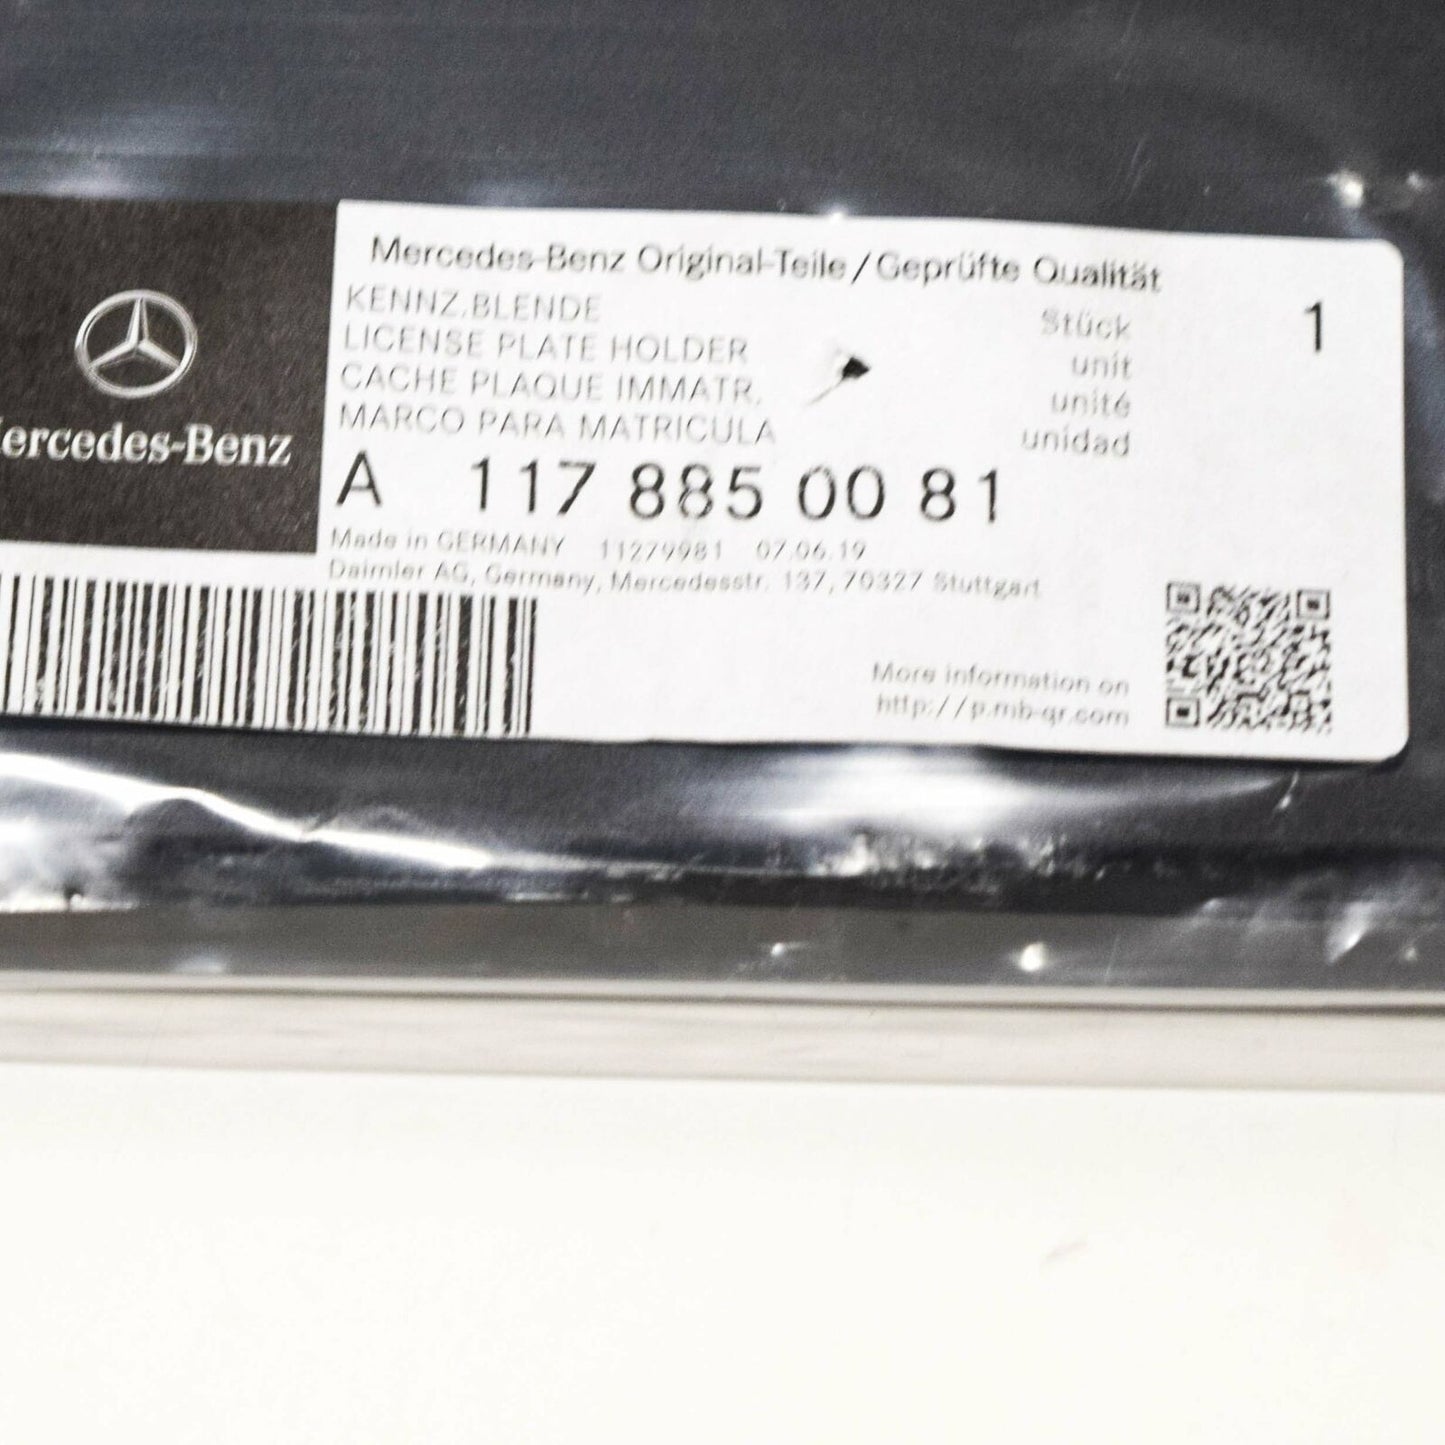 Mercedes-Benz Original-Teile/Geprüfte Qualität
KENNZ.BLENDE
LICENSE PLATE HOLDER
CACHE PLAQUE IMMATR.
MARCO PARA MATRICULA
Stück 1
unit
unité
unidad
ercedes-Benz
A 117 885 00 81
Made in GERMANY 11279981 07.06.19
Daimler AG, Germany, Mercedesstr. 137, 70327 Stuttgart
More information on
http://p.mb-qr.com